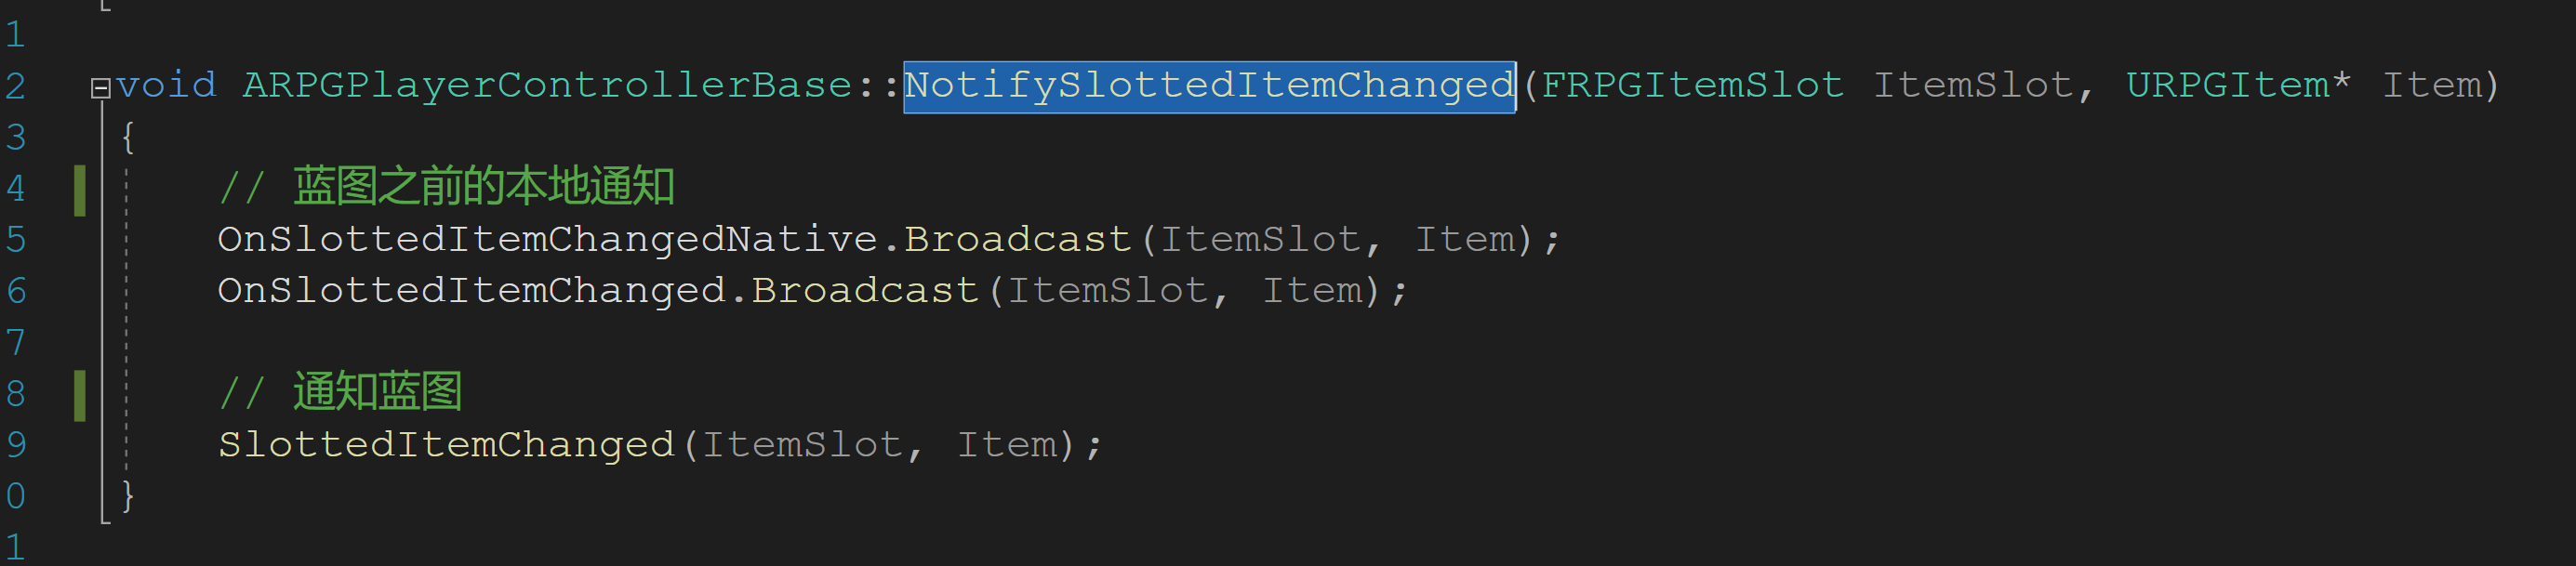 1
2 void ARPGPlayerControllerBase::NotifySlottedItemChanged(FRPGItemSlot ItemSlot, URPGItem* Item)
3 {
4 // 蓝图之前的本地通知
5 OnSlottedItemChangedNative.Broadcast(ItemSlot, Item);
6 OnSlottedItemChanged.Broadcast(ItemSlot, Item);
7
8 // 通知蓝图
9 SlottedItemChanged(ItemSlot, Item);
0 }
1